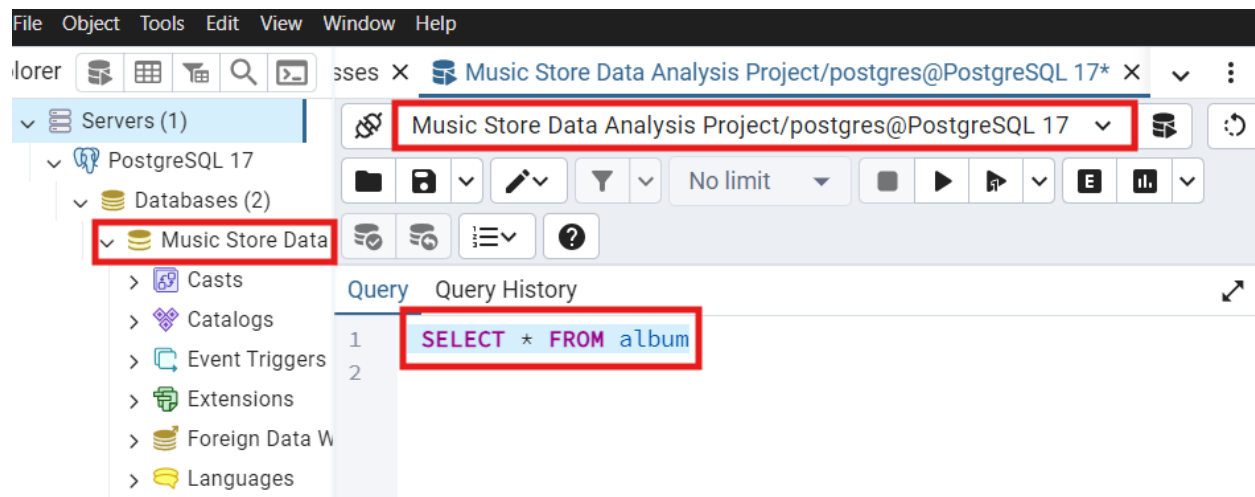 File Object Tools Edit View Window Help
lorer
sses Music Store Data Analysis Project/postgres@PostgreSQL 17*
Servers (1)
Music Store Data Analysis Project/postgres@PostgreSQL 17
PostgreSQL 17
No limit
E
Databases (2)
Music Store Data
Casts
Query Query History
Catalogs
1 SELECT * FROM album
Event Triggers
2
Extensions
Foreign Data W
Languages